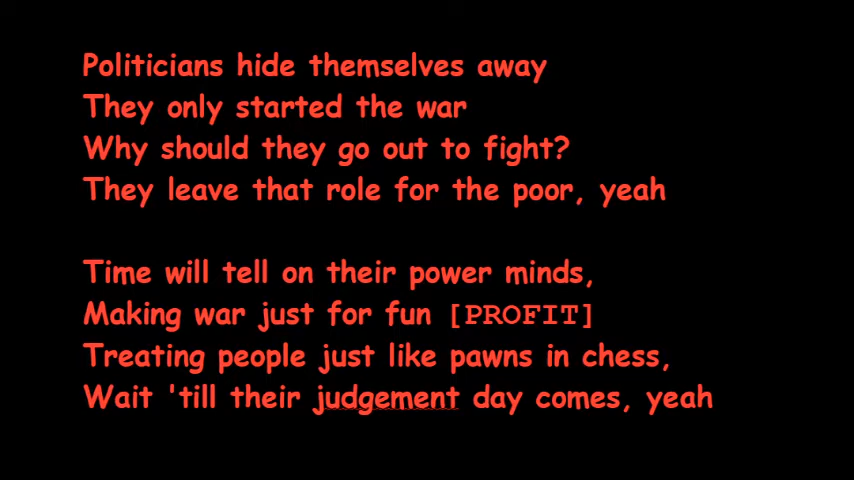 Politicians hide themselves away
They only started the war
Why should they go out to fight?
They leave that role for the poor, yeah
Time will tell on their power minds,
Making war just for fun [PROFIT]
Treating people just like pawns in chess,
Wait 'till their judgement day comes, yeah